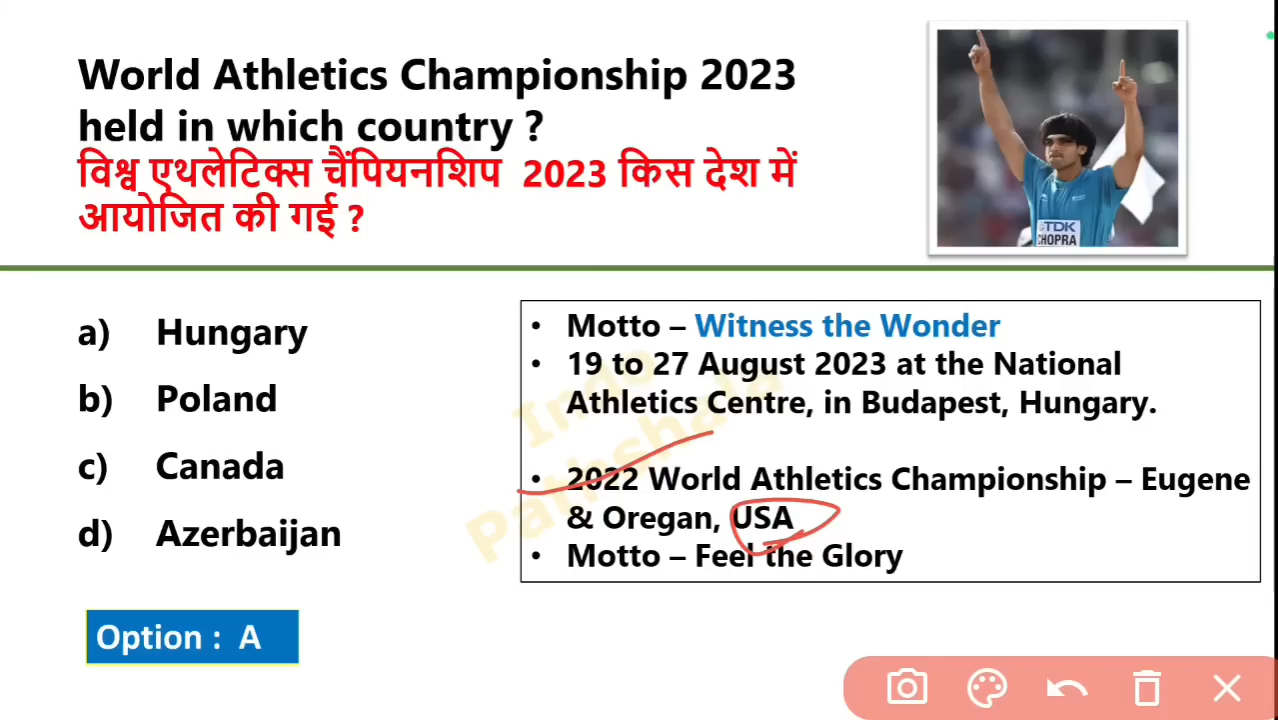 World Athletics Championship 2023
held in which country ?
विश्व एथलेटिक्स चैंपियनशिप 2023 किस देश में
आयोजित की गई ?
TDK
CHOPRA
a) Hungary
b) Poland
c) Canada
d) Azerbaijan
• Motto – Witness the Wonder
• 19 to 27 August 2023 at the National
Athletics Centre, in Budapest, Hungary.
• 2022 World Athletics Championship – Eugene
& Oregan, USA
• Motto – Feel the Glory
Indo
Pathshala
Option : A